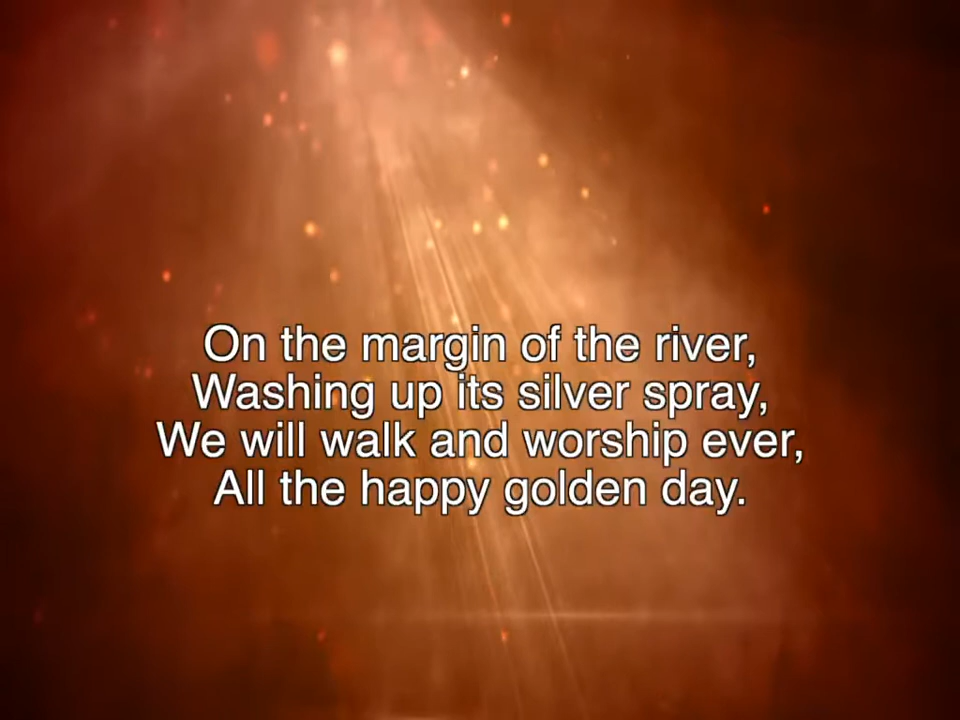 On the margin of the river,
Washing up its silver spray,
We will walk and worship ever,
All the happy golden day.